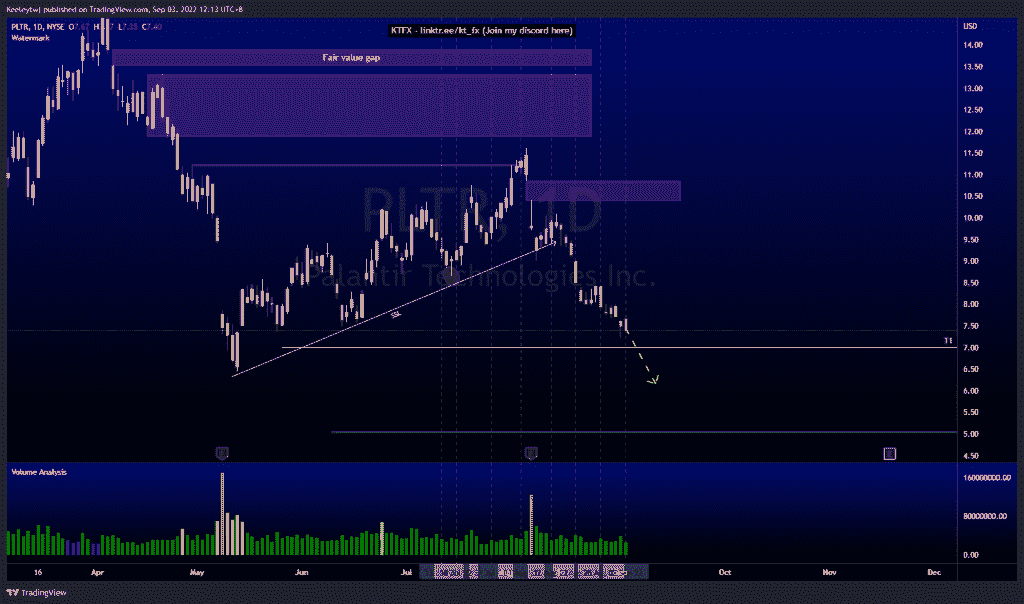 Keeleytwj published on TradingView.com, Sep 03, 2022 12:13 UTC+8
PLTR, 1D, NYSE O7.67 L7.35 C7.40
Watermark
KTFX - linktr.ee/kt_fx (Join my discord here)
USD
Fair value gap
PLTR, 1D
Palantir Technologies Inc.
14.00
13.50
13.00
12.50
12.00
11.50
11.00
10.50
10.00
9.50
9.00
8.50
8.00
7.50
7.00
6.50
6.00
5.50
5.00
4.50
Volume Analysis
160000000.00
80000000.00
0.00
16 Apr May Jun Jul Oct Nov Dec
TradingView